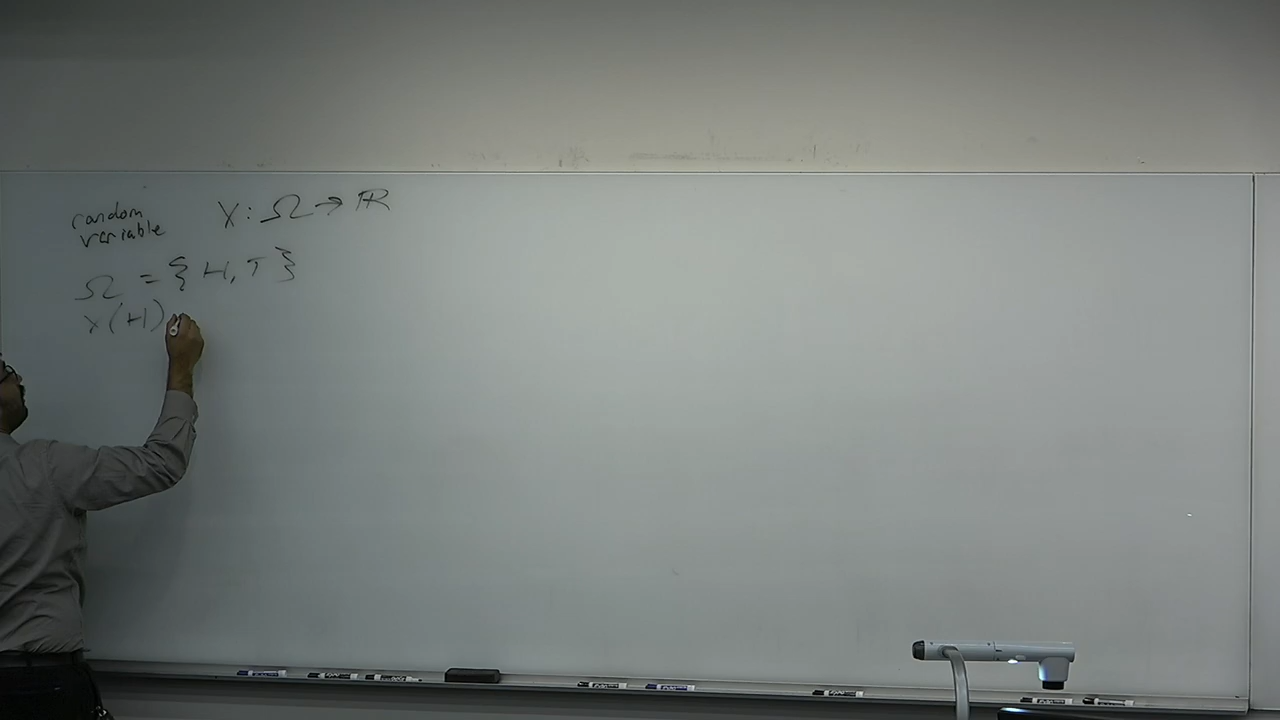 random variable X: Ω → ℝ
Ω = { H, T }
X(H)